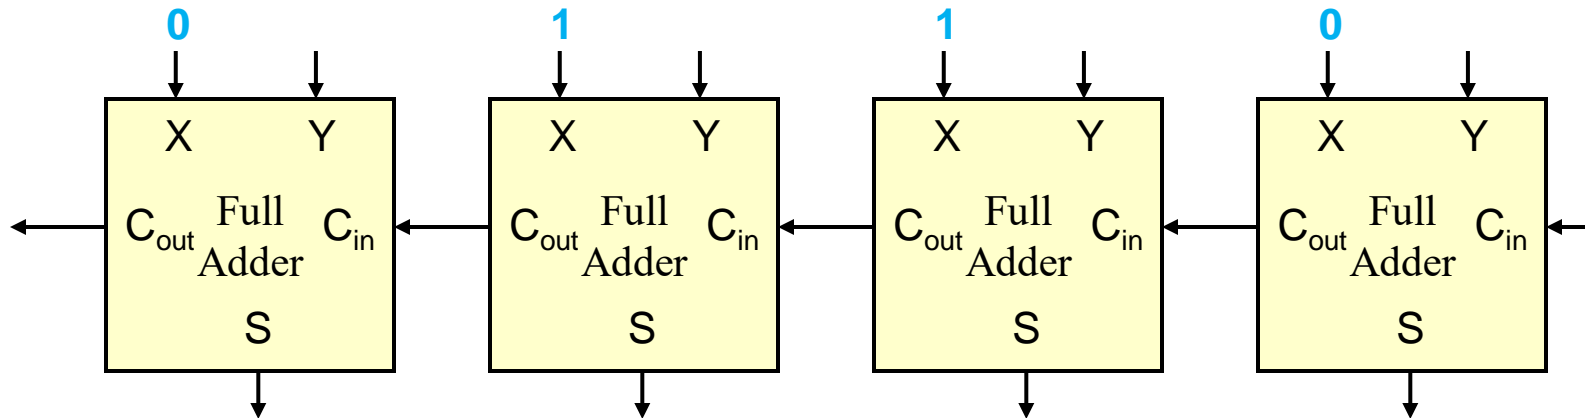 0 1 1 0
X Y X Y X Y X Y
Cout Full Adder Cin Cout Full Adder Cin Cout Full Adder Cin Cout Full Adder Cin
S S S S